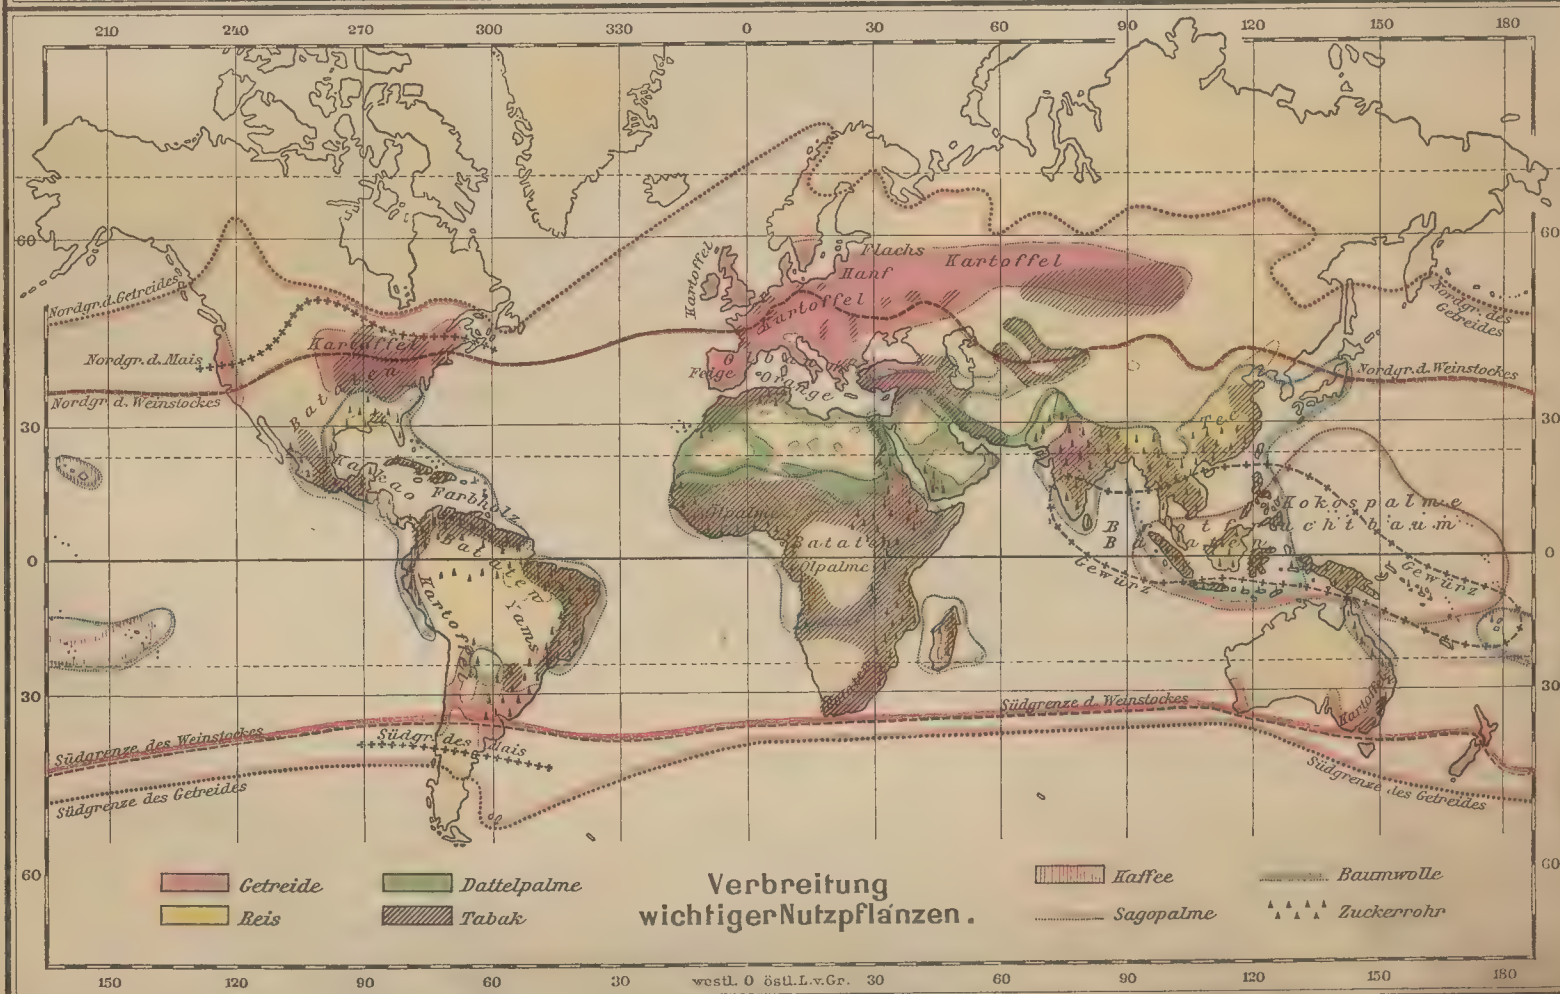 210 240 270 300 330 0 30 60 90 120 150 180
60 60
Kartoffel
Flachs
Hanf
Kartoffel
Kartoffel
Nordgr.d.Getreides
Nordgr. des
Getreides
Nordgr.d.Mais
Kartoffel
Feige
Orange
Nordgr.d.Weinstockes
Nordgr.d.Weinstockes
30 30
Tee
Kakao
Farbholz
Kokospalme
Bataten
Ölpalme
B
B
Gewürz
Gewürz
0 0
Bataten
Yams
Kartoffel
30 30
Südgrenze d. Weinstockes
Südgrenze des Weinstockes
Südgr. des Mais
Südgrenze des Getreides
Südgrenze des Getreides
60 60
Getreide
Dattelpalme
Reis
Tabak
Verbreitung
wichtiger Nutzpflanzen.
Kaffee
Baumwolle
Sagopalme
Zuckerrohr
150 120 90 60 30 westl. 0 östl.L.v.Gr. 30 60 90 120 150 180